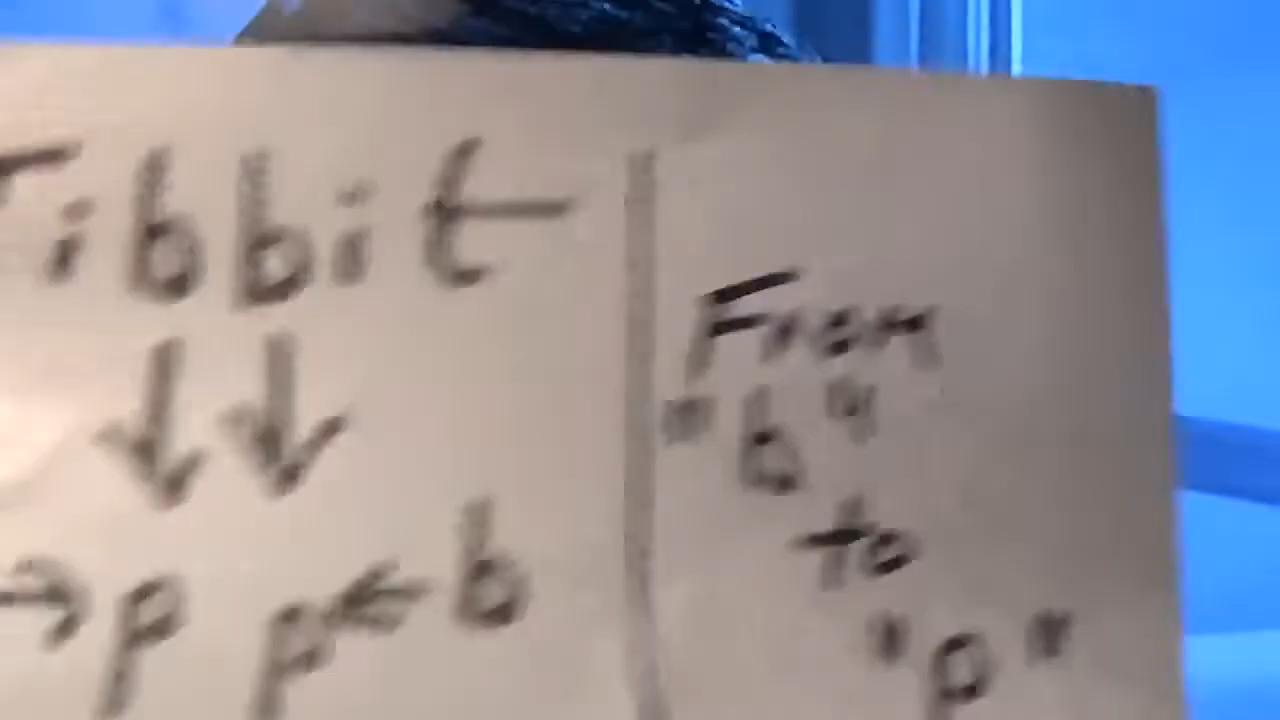 Tibbit
↓↓
→ p p ← b
From
"b"
to
"p"